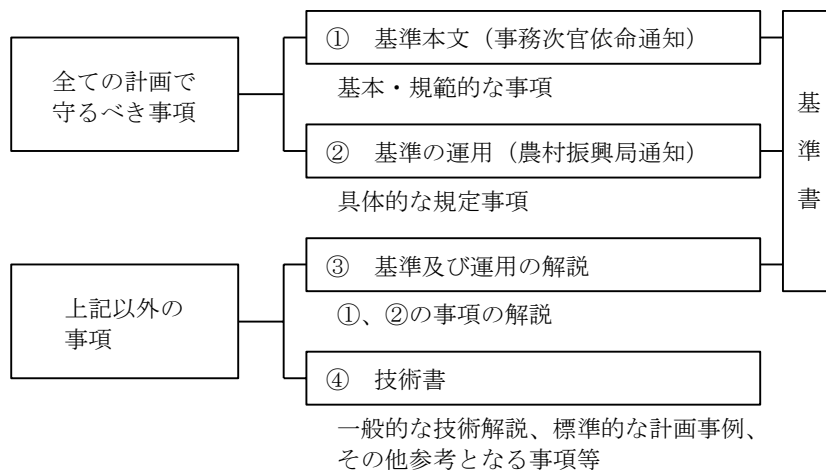 全ての計画で
守るべき事項
① 基準本文（事務次官依命通知）
基本・規範的な事項
② 基準の運用（農村振興局通知）
具体的な規定事項
基準書
上記以外の
事項
③ 基準及び運用の解説
①、②の事項の解説
④ 技術書
一般的な技術解説、標準的な計画事例、
その他参考となる事項等